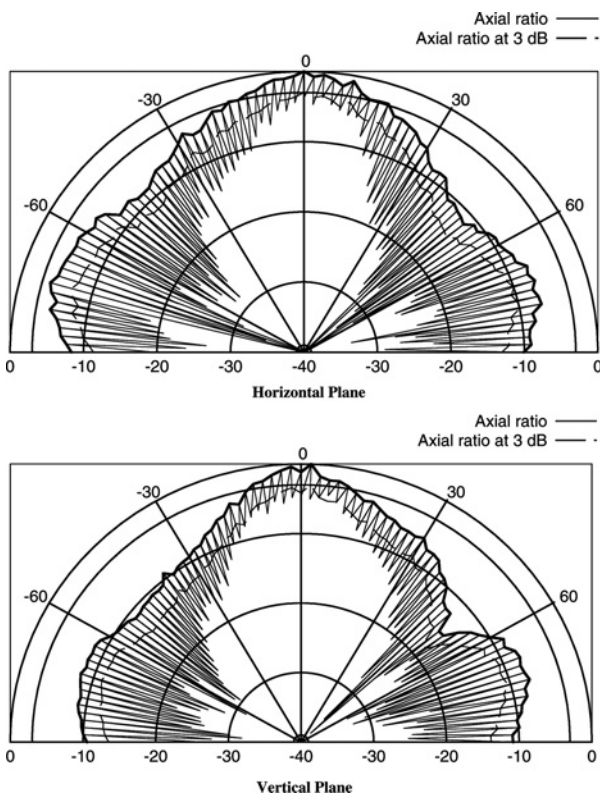 Axial ratio
Axial ratio at 3 dB
0
-30 30
-60 60
0 -10 -20 -30 -40 -30 -20 -10 0
Horizontal Plane
Axial ratio
Axial ratio at 3 dB
0
-30 30
-60 60
0 -10 -20 -30 -40 -30 -20 -10 0
Vertical Plane